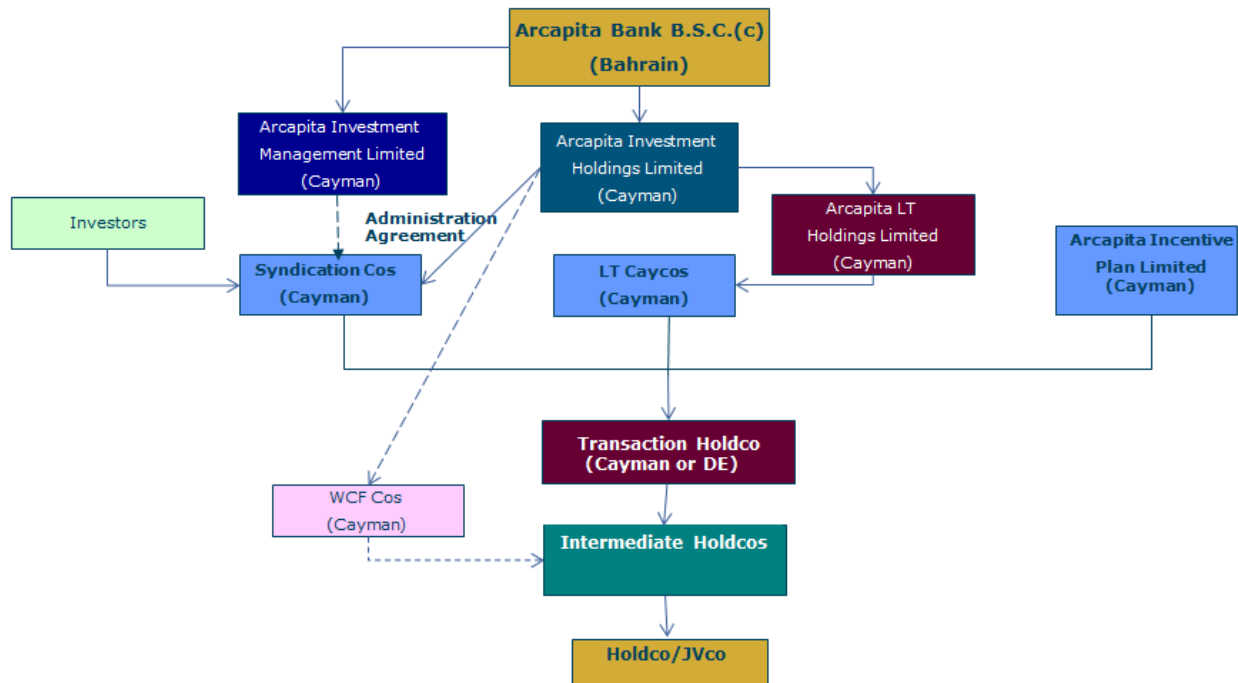 Arcapita Bank B.S.C.(c)
(Bahrain)
Arcapita Investment
Management Limited
(Cayman)
Arcapita Investment
Holdings Limited
(Cayman)
Arcapita LT
Holdings Limited
(Cayman)
Investors
Administration
Agreement
Arcapita Incentive
Plan Limited
(Cayman)
Syndication Cos
(Cayman)
LT Caycos
(Cayman)
Transaction Holdco
(Cayman or DE)
WCF Cos
(Cayman)
Intermediate Holdcos
Holdco/JVco